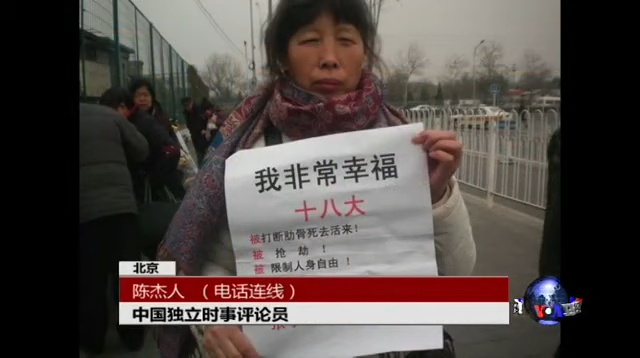 我非常幸福
十八大
被打断肋骨死去活来！
被 抢 劫 ！
被 限制人身自由！
北京
陈杰人 （电话连线）
中国独立时事评论员
VOA